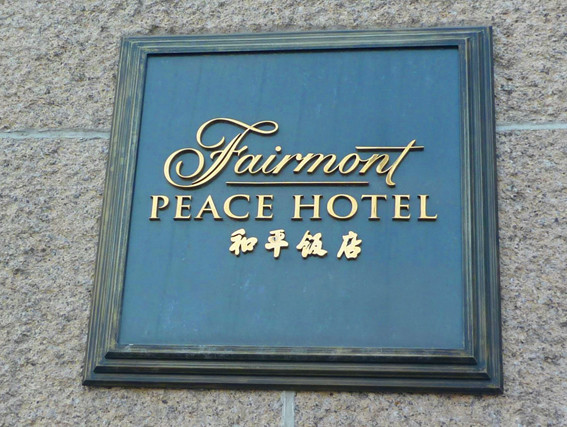 Fairmont
PEACE HOTEL
和平饭店